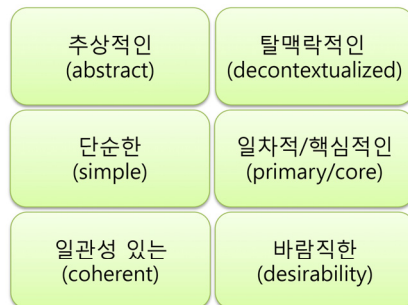 추상적인
(abstract)
탈맥락적인
(decontextualized)
단순한
(simple)
일차적/핵심적인
(primary/core)
일관성 있는
(coherent)
바람직한
(desirability)